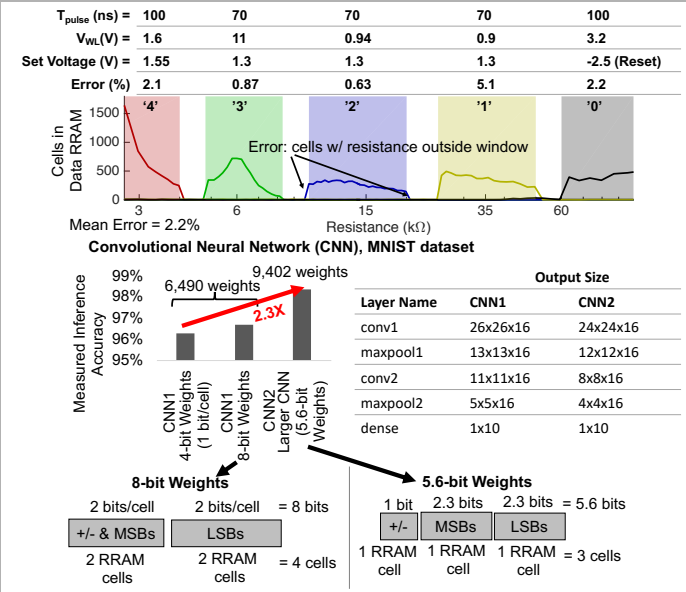 Tpulse (ns) = 100 70 70 70 100
VWL(V) = 1.6 11 0.94 0.9 3.2
Set Voltage (V) = 1.55 1.3 1.3 1.3 -2.5 (Reset)
Error (%) 2.1 0.87 0.63 5.1 2.2
'4' '3' '2' '1' '0'
Cells in
Data RRAM
1500
1000
500
0
Error: cells w/ resistance outside window
3 6 15 35 60
Mean Error = 2.2%
Resistance (kΩ)
Convolutional Neural Network (CNN), MNIST dataset
Measured Inference
Accuracy
99%
98%
97%
96%
95%
6,490 weights
9,402 weights
2.3X
CNN1
4-bit Weights
(1 bit/cell)
CNN1
8-bit Weights
CNN2
Larger CNN
(5.6-bit
Weights)
Output Size
Layer Name CNN1 CNN2
conv1 26x26x16 24x24x16
maxpool1 13x13x16 12x12x16
conv2 11x11x16 8x8x16
maxpool2 5x5x16 4x4x16
dense 1x10 1x10
8-bit Weights
2 bits/cell 2 bits/cell = 8 bits
+/- & MSBs LSBs
2 RRAM
cells
2 RRAM
cells
= 4 cells
5.6-bit Weights
1 bit 2.3 bits 2.3 bits = 5.6 bits
+/- MSBs LSBs
1 RRAM
cell
1 RRAM
cell
1 RRAM
cell
= 3 cells